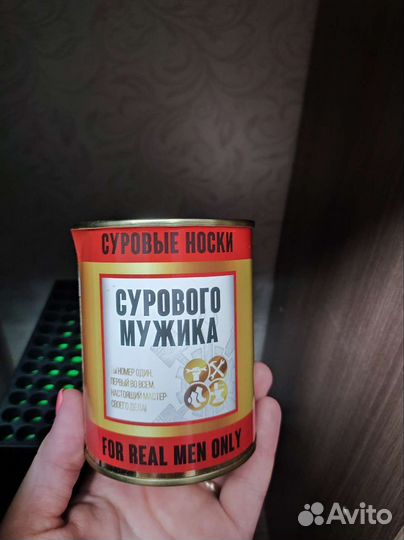 СУРОВЫЕ НОСКИ
СУРОВОГО
МУЖИКА
НОМЕР ОДИН,
ПЕРВЫЙ ВО ВСЕМ,
НАСТОЯЩИЙ МАСТЕР
СВОЕГО ДЕЛА!
FOR REAL MEN ONLY
Avito